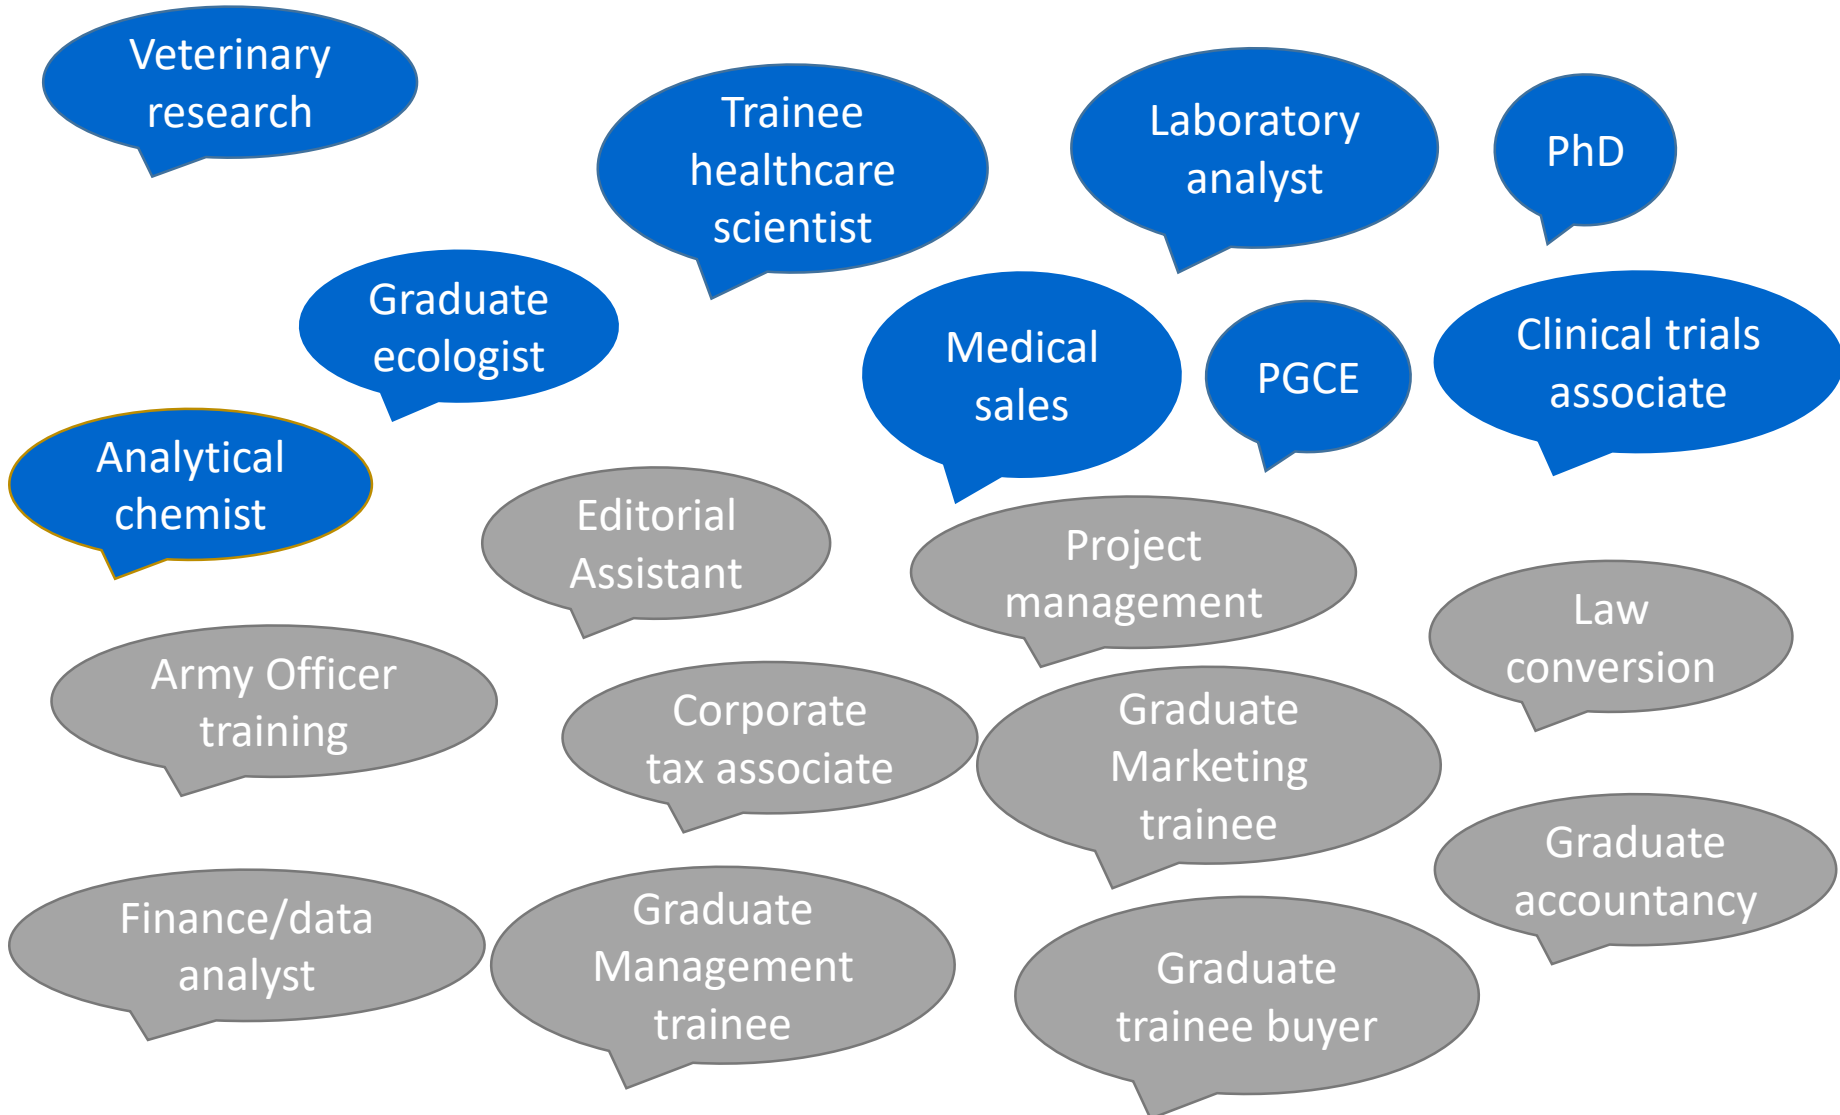 Veterinary
research
Trainee
healthcare
scientist
Laboratory
analyst
PhD
Graduate
ecologist
Medical
sales
PGCE
Clinical trials
associate
Analytical
chemist
Editorial
Assistant
Project
management
Law
conversion
Army Officer
training
Corporate
tax associate
Graduate
Marketing
trainee
Graduate
accountancy
Finance/data
analyst
Graduate
Management
trainee
Graduate
trainee buyer